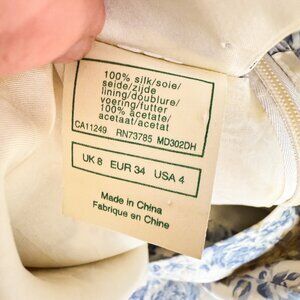 100% silk/soie/
seide/zijde
lining/doublure/
voering/futter
100% acetate/
acetaat/acetat
CA11249 RN73785 MD302DH
UK 8 EUR 34 USA 4
Made in China
Fabrique en Chine